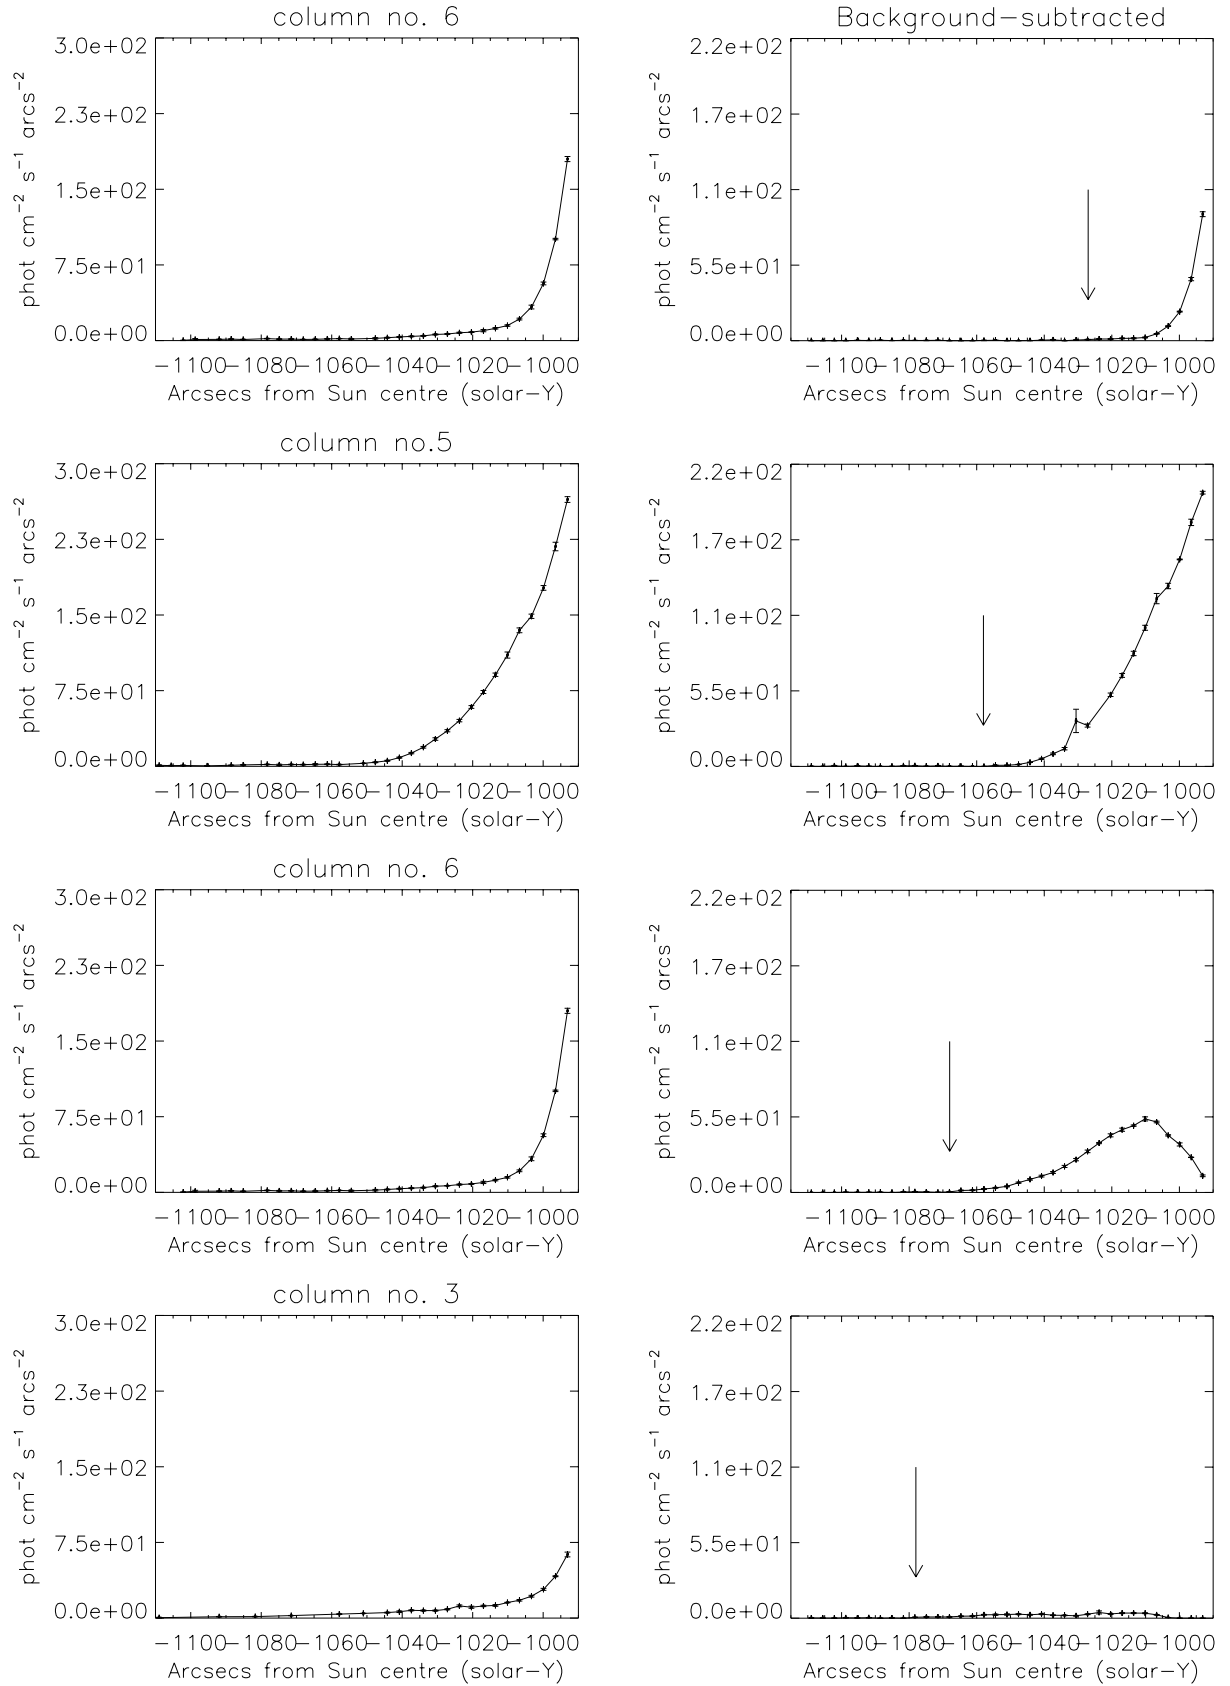 column no. 6
3.0e+02
2.3e+02
1.5e+02
7.5e+01
0.0e+00
phot cm−2 s−1 arcs−2
−1100 −1080 −1060 −1040 −1020 −1000
Arcsecs from Sun centre (solar−Y)
Background−subtracted
2.2e+02
1.7e+02
1.1e+02
5.5e+01
0.0e+00
phot cm−2 s−1 arcs−2
−1100 −1080 −1060 −1040 −1020 −1000
Arcsecs from Sun centre (solar−Y)
column no.5
3.0e+02
2.3e+02
1.5e+02
7.5e+01
0.0e+00
phot cm−2 s−1 arcs−2
−1100 −1080 −1060 −1040 −1020 −1000
Arcsecs from Sun centre (solar−Y)
2.2e+02
1.7e+02
1.1e+02
5.5e+01
0.0e+00
phot cm−2 s−1 arcs−2
−1100 −1080 −1060 −1040 −1020 −1000
Arcsecs from Sun centre (solar−Y)
column no. 6
3.0e+02
2.3e+02
1.5e+02
7.5e+01
0.0e+00
phot cm−2 s−1 arcs−2
−1100 −1080 −1060 −1040 −1020 −1000
Arcsecs from Sun centre (solar−Y)
2.2e+02
1.7e+02
1.1e+02
5.5e+01
0.0e+00
phot cm−2 s−1 arcs−2
−1100 −1080 −1060 −1040 −1020 −1000
Arcsecs from Sun centre (solar−Y)
column no. 3
3.0e+02
2.3e+02
1.5e+02
7.5e+01
0.0e+00
phot cm−2 s−1 arcs−2
−1100 −1080 −1060 −1040 −1020 −1000
Arcsecs from Sun centre (solar−Y)
2.2e+02
1.7e+02
1.1e+02
5.5e+01
0.0e+00
phot cm−2 s−1 arcs−2
−1100 −1080 −1060 −1040 −1020 −1000
Arcsecs from Sun centre (solar−Y)